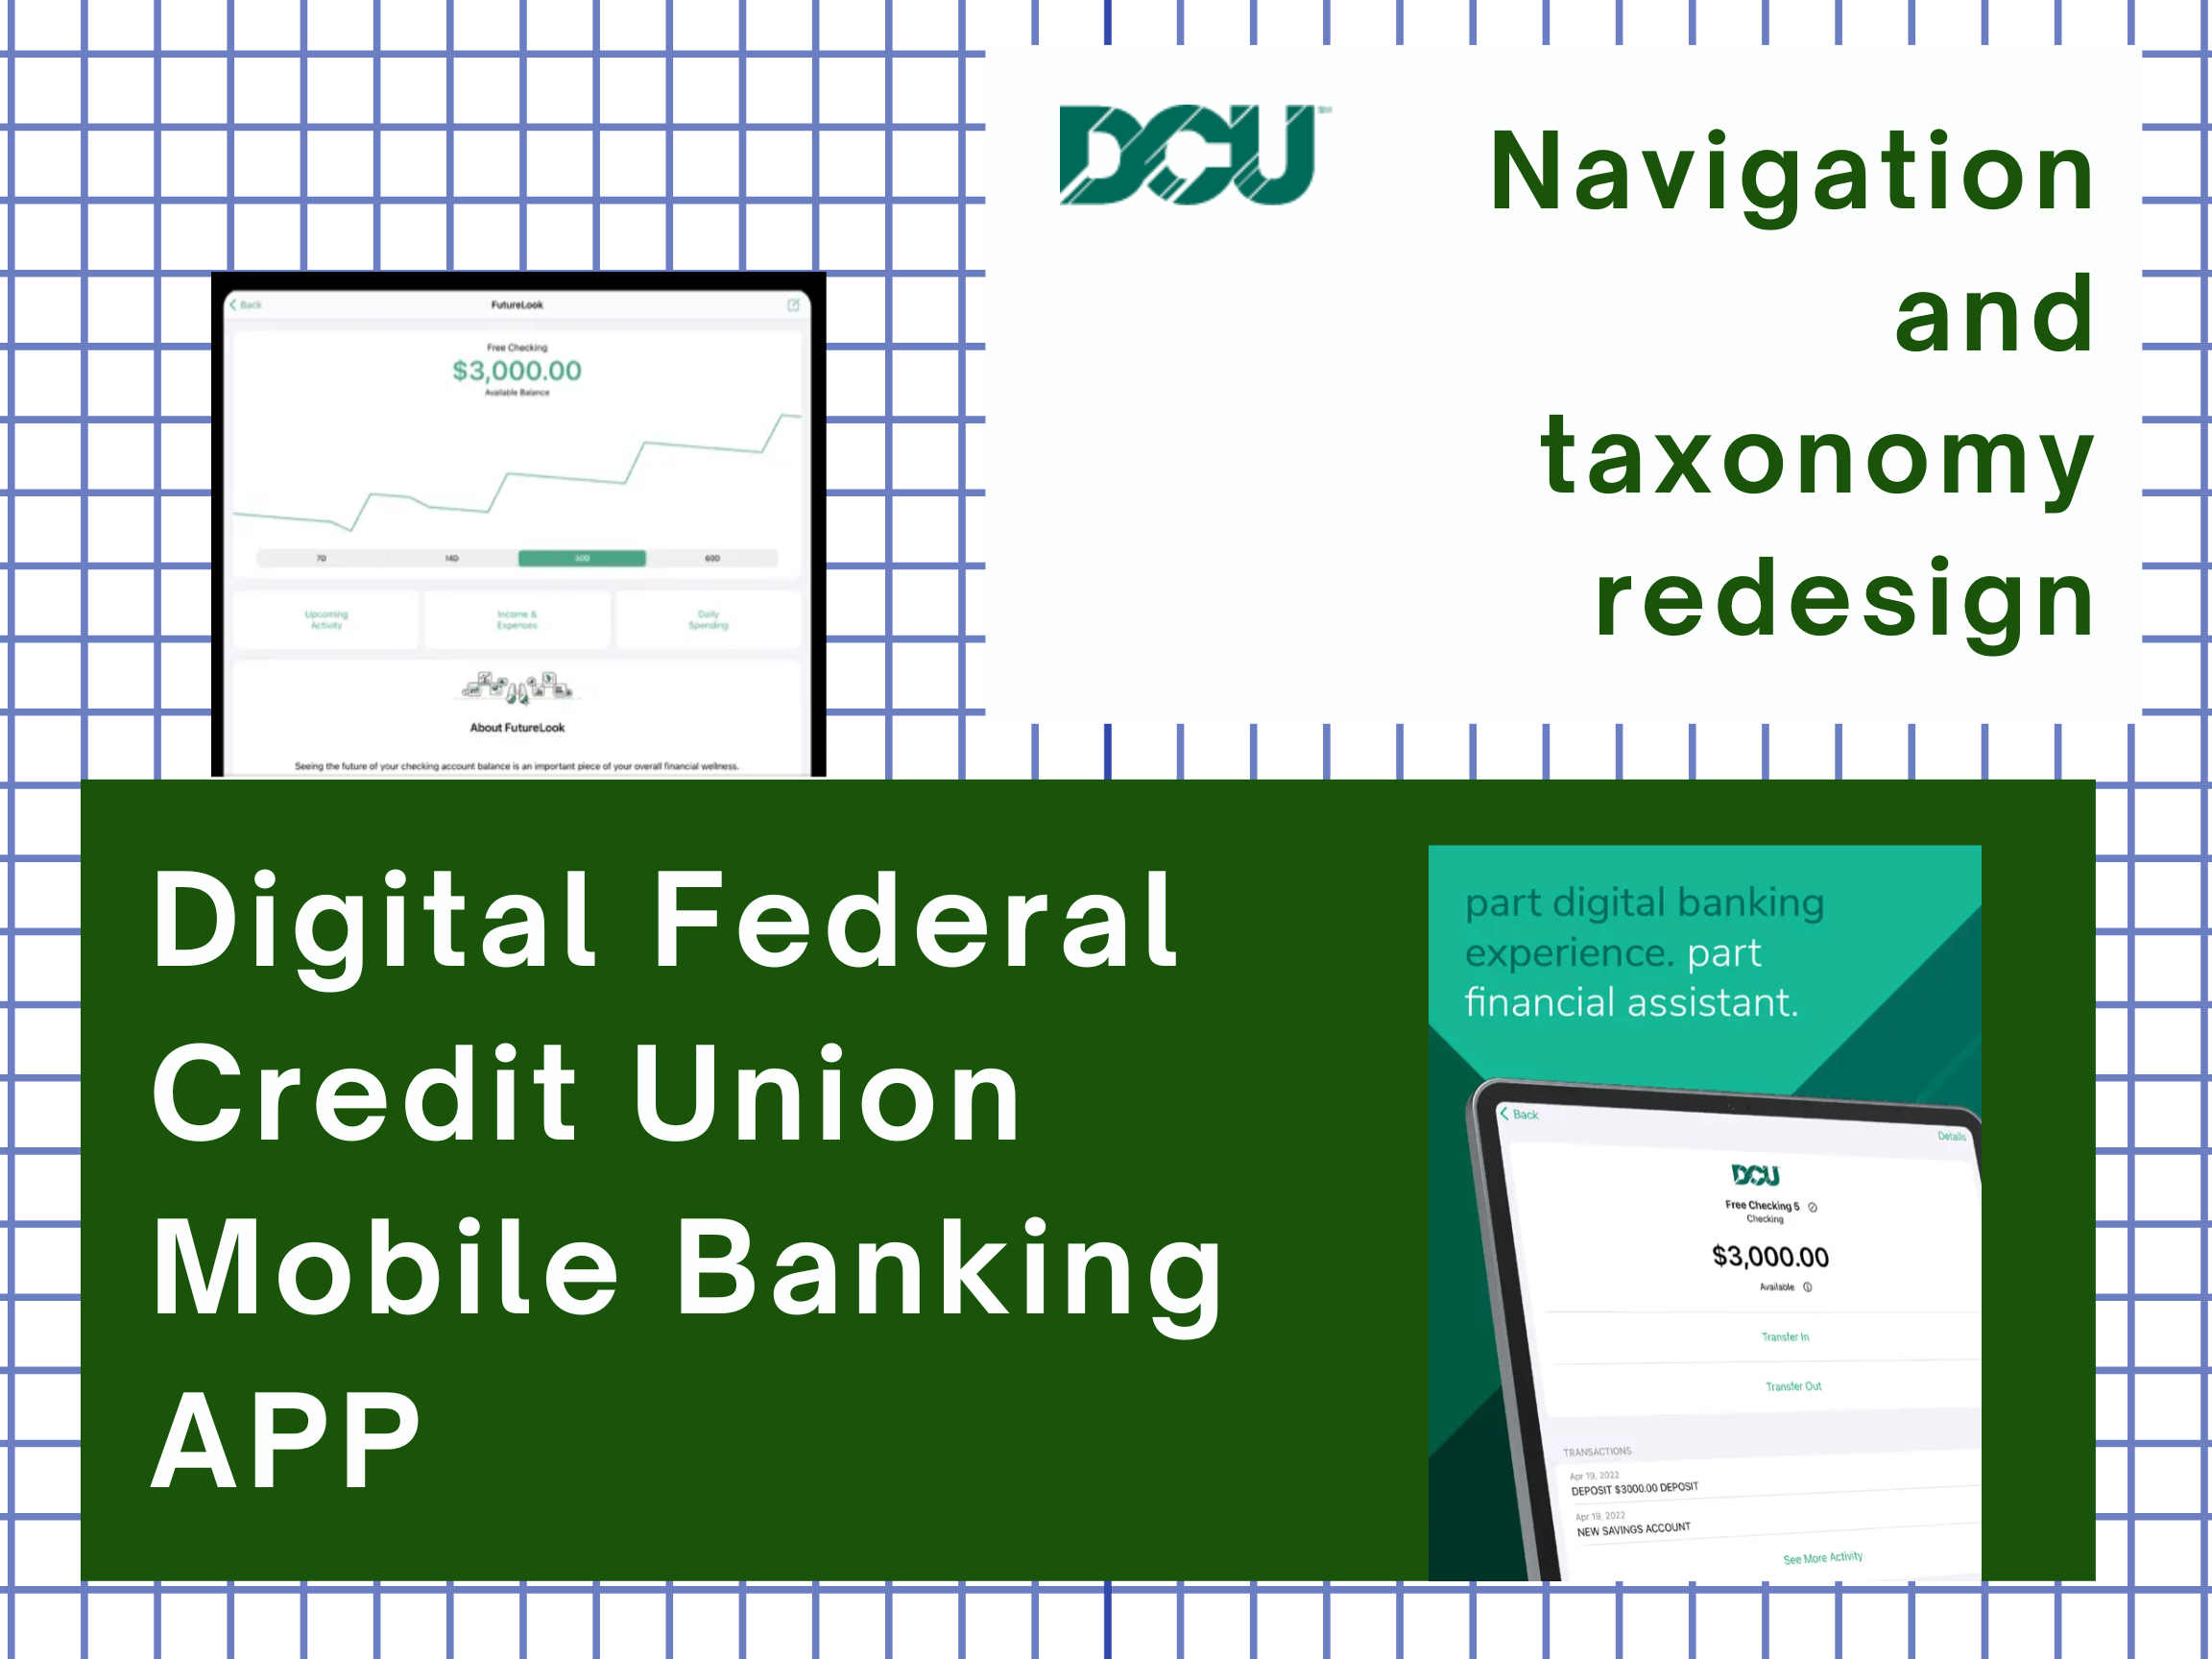 DCU
Navigation
and
taxonomy
redesign
Back
FutureLook
Free Checking
$3,000.00
Available Balance
7D 14D 30D 60D
Upcoming
Activity
Income &
Expenses
Daily
Spending
About FutureLook
Seeing the future of your checking account balance is an important piece of your overall financial wellness.
Digital Federal
Credit Union
Mobile Banking
APP
part digital banking
experience. part
financial assistant.
Back
Details
DCU
Free Checking 5
Checking
$3,000.00
Available
Transfer In
Transfer Out
TRANSACTIONS
Apr 19, 2022
DEPOSIT $3000.00 DEPOSIT
Apr 19, 2022
NEW SAVINGS ACCOUNT
See More Activity